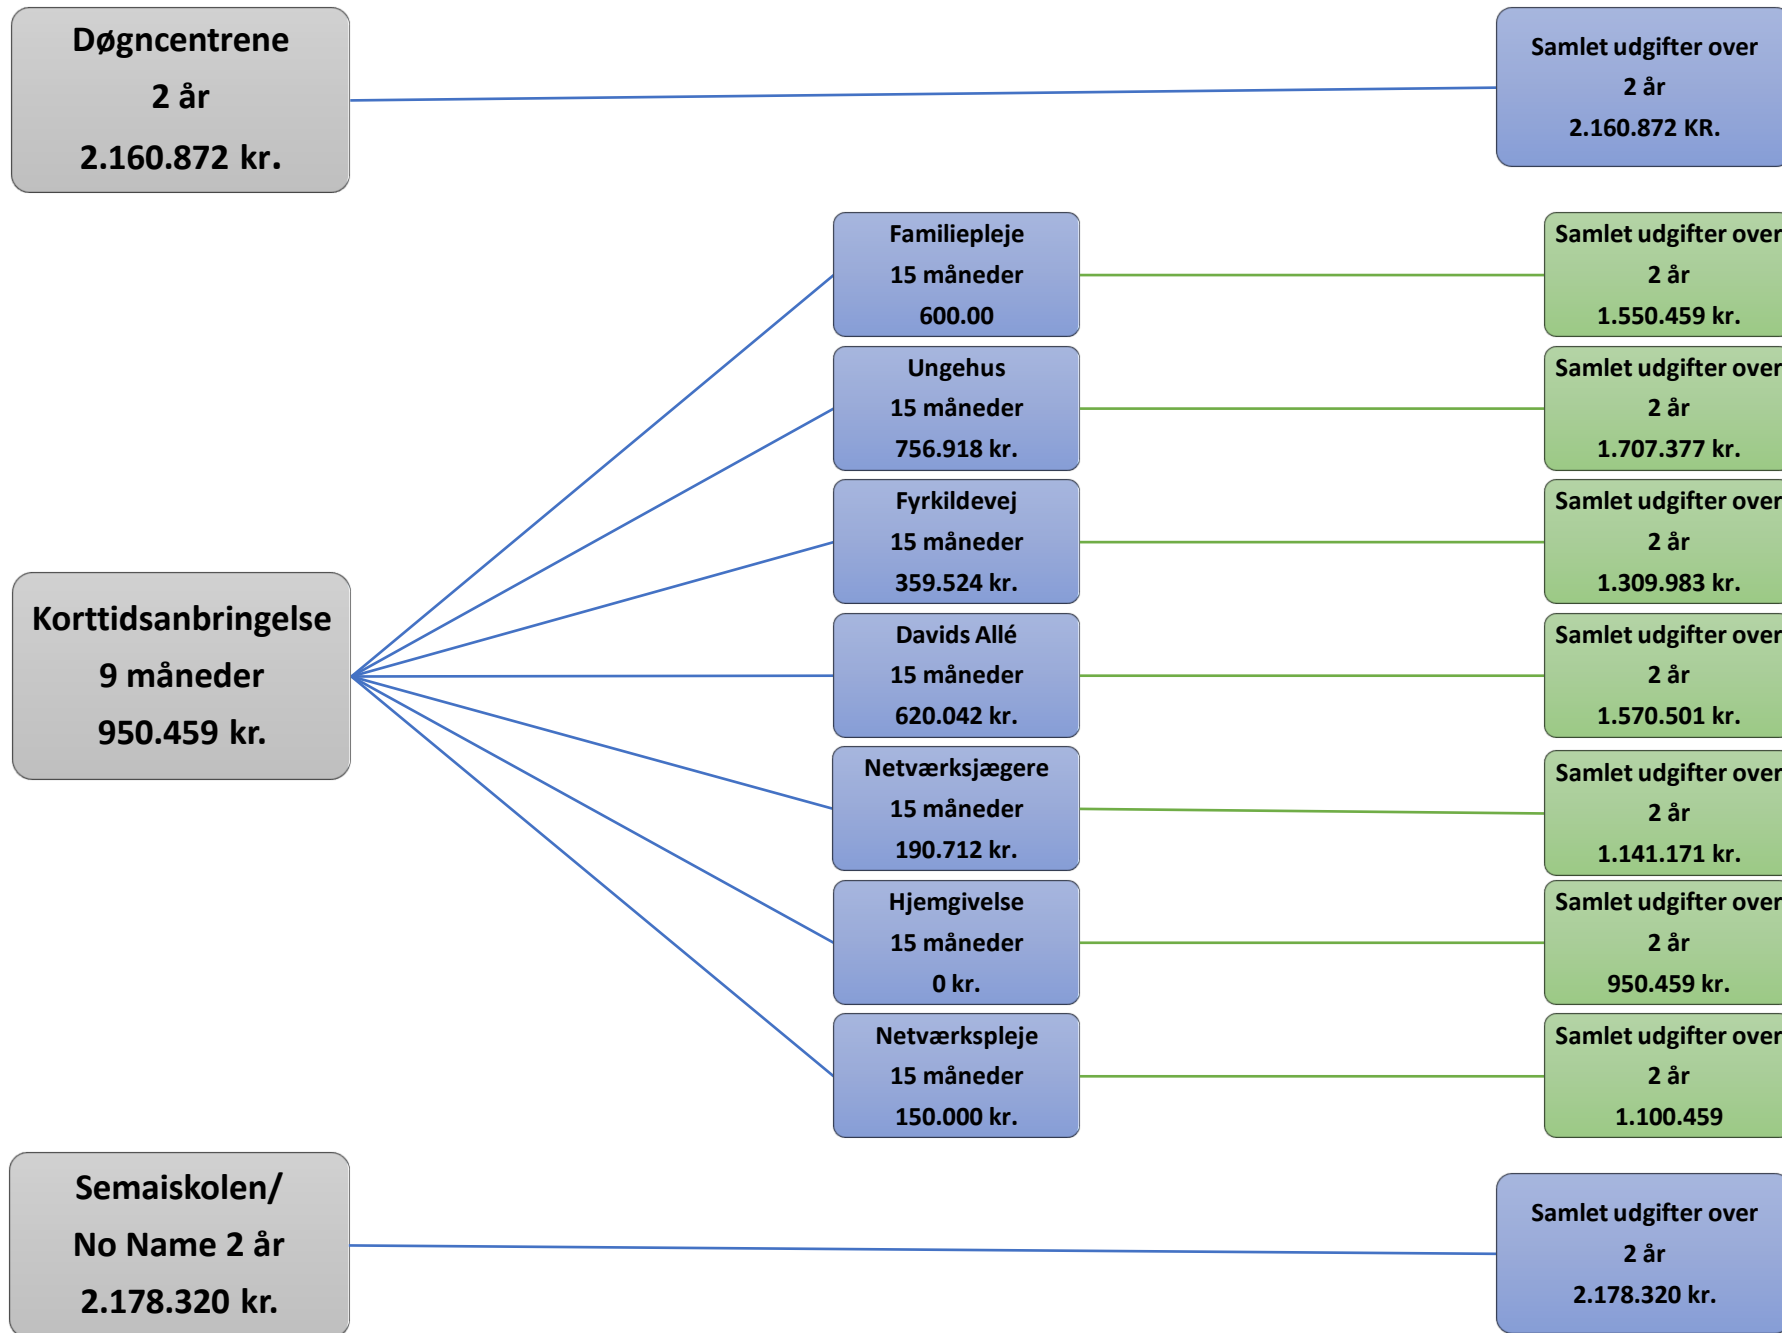 Døgncentrene
2 år
2.160.872 kr.
Samlet udgifter over
2 år
2.160.872 KR.
Familiepleje
15 måneder
600.00
Samlet udgifter over
2 år
1.550.459 kr.
Ungehus
15 måneder
756.918 kr.
Samlet udgifter over
2 år
1.707.377 kr.
Fyrkildevej
15 måneder
359.524 kr.
Samlet udgifter over
2 år
1.309.983 kr.
Korttidsanbringelse
9 måneder
950.459 kr.
Davids Allé
15 måneder
620.042 kr.
Samlet udgifter over
2 år
1.570.501 kr.
Netværksjægere
15 måneder
190.712 kr.
Samlet udgifter over
2 år
1.141.171 kr.
Hjemgivelse
15 måneder
0 kr.
Samlet udgifter over
2 år
950.459 kr.
Netværkspleje
15 måneder
150.000 kr.
Samlet udgifter over
2 år
1.100.459
Semaiskolen/
No Name 2 år
2.178.320 kr.
Samlet udgifter over
2 år
2.178.320 kr.